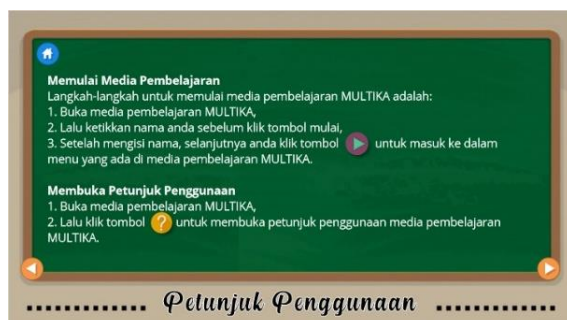 Memulai Media Pembelajaran
Langkah-langkah untuk memulai media pembelajaran MULTIKA adalah:
1. Buka media pembelajaran MULTIKA,
2. Lalu ketikkan nama anda sebelum klik tombol mulai,
3. Setelah mengisi nama, selanjutnya anda klik tombol untuk masuk ke dalam
menu yang ada di media pembelajaran MULTIKA.
Membuka Petunjuk Penggunaan
1. Buka media pembelajaran MULTIKA,
2. Lalu klik tombol ? untuk membuka petunjuk penggunaan media pembelajaran
MULTIKA.
Petunjuk Penggunaan